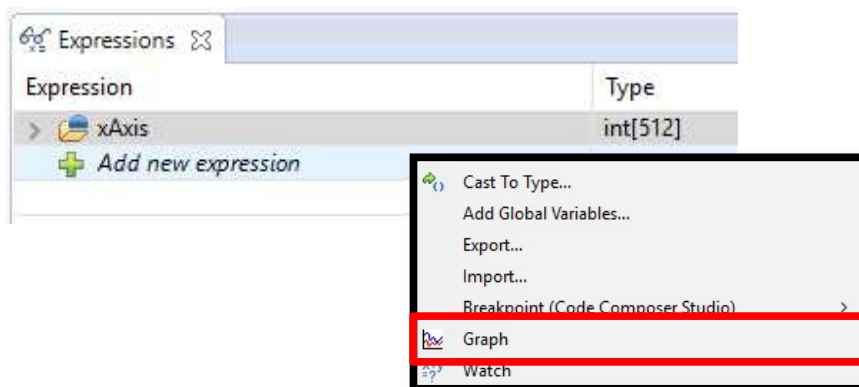 Expressions
Expression Type
xAxis int[512]
Add new expression
Cast To Type...
Add Global Variables...
Export...
Import...
Breakpoint (Code Composer Studio) >
Graph
Watch